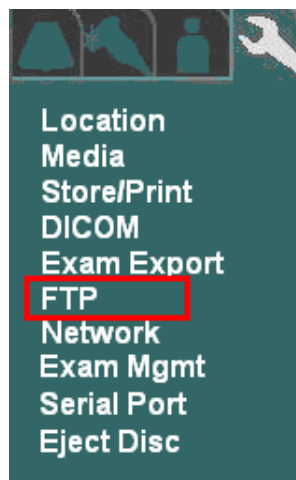 Location
Media
Store/Print
DICOM
Exam Export
FTP
Network
Exam Mgmt
Serial Port
Eject Disc